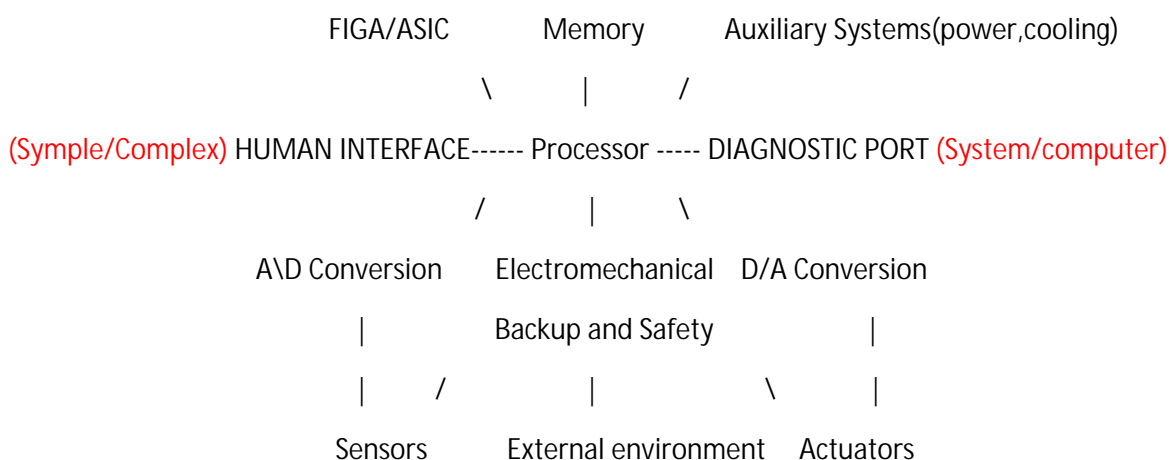 FIGA/ASIC Memory Auxiliary Systems(power,cooling)
\ | /
(Symple/Complex) HUMAN INTERFACE------ Processor ----- DIAGNOSTIC PORT (System/computer)
/ | \
A\D Conversion Electromechanical D/A Conversion
| Backup and Safety |
| / | \ |
Sensors External environment Actuators